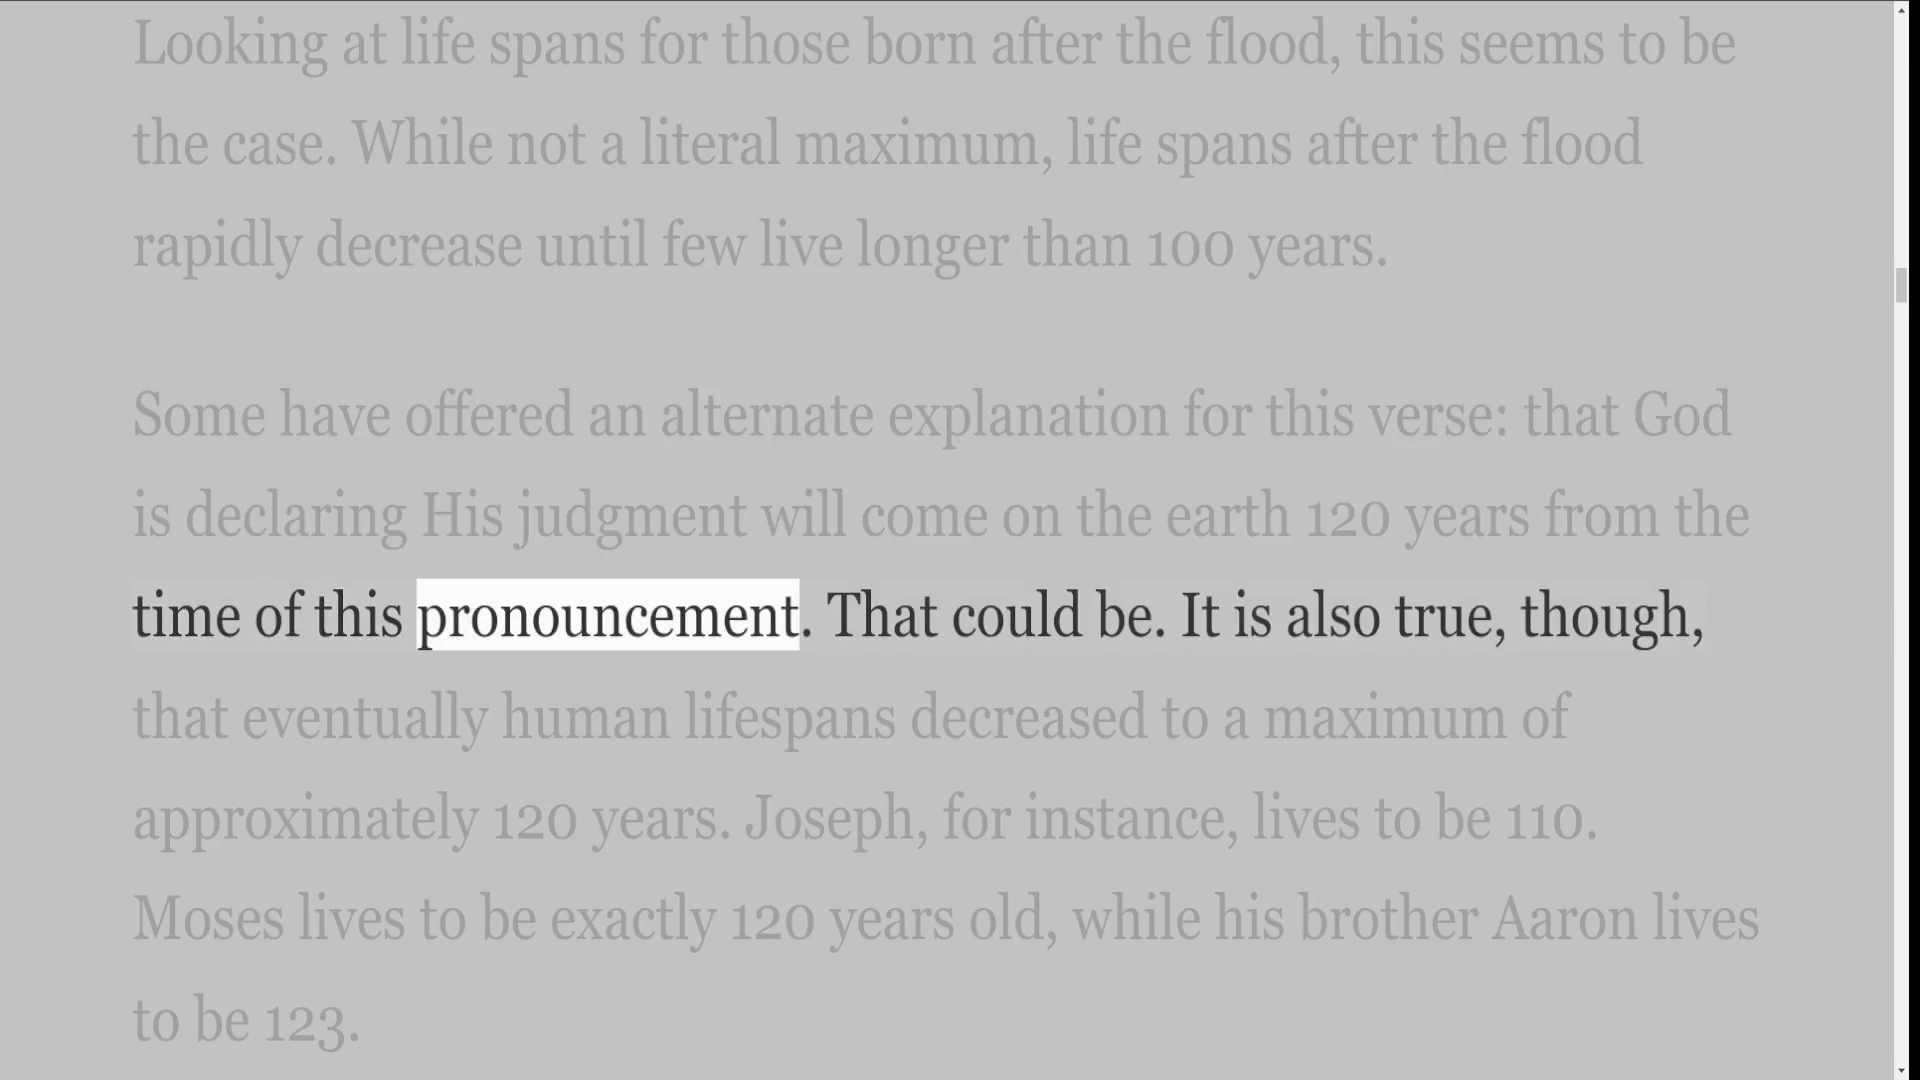 Looking at life spans for those born after the flood, this seems to be
the case. While not a literal maximum, life spans after the flood
rapidly decrease until few live longer than 100 years.
Some have offered an alternate explanation for this verse: that God
is declaring His judgment will come on the earth 120 years from the
time of this pronouncement. That could be. It is also true, though,
that eventually human lifespans decreased to a maximum of
approximately 120 years. Joseph, for instance, lives to be 110.
Moses lives to be exactly 120 years old, while his brother Aaron lives
to be 123.